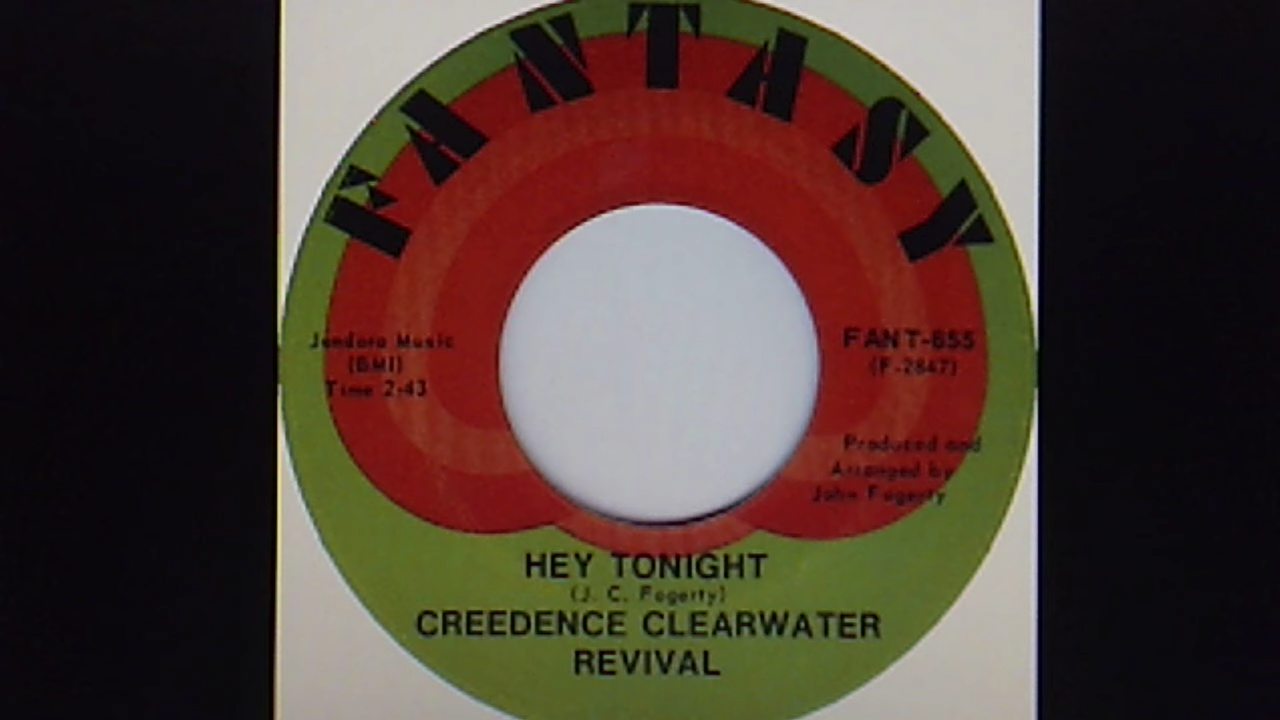 FANTASY
Jondora Music
(BMI)
Time 2:43
FANT-655
(F-2847)
Produced and
Arranged by
John Fogerty
HEY TONIGHT
(J. C. Fogerty)
CREEDENCE CLEARWATER
REVIVAL